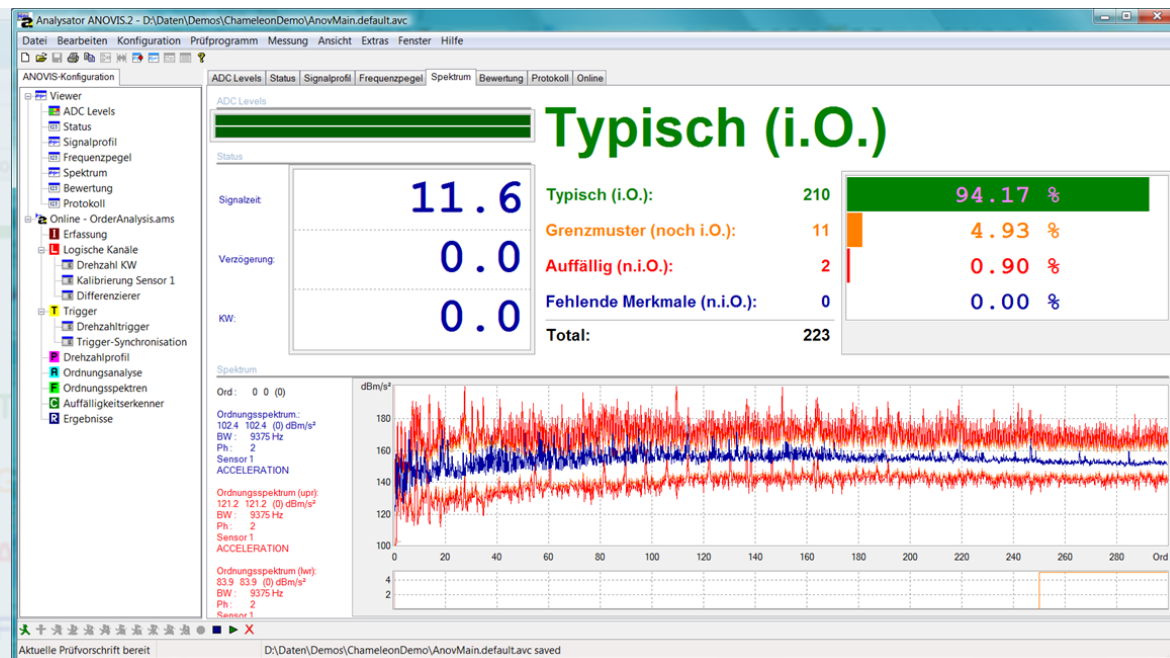 Analysator ANOVIS.2 - D:\Daten\Demos\ChameleonDemo\AnovMain.default.avc
Datei Bearbeiten Konfiguration Prüfprogramm Messung Ansicht Extras Fenster Hilfe
ANOVIS-Konfiguration
Viewer
ADC Levels
Status
Signalprofil
Frequenzpegel
Spektrum
Bewertung
Protokoll
Online - OrderAnalysis.ams
Erfassung
Logische Kanäle
Drehzahl KW
Kalibrierung Sensor 1
Differenzierer
Trigger
Drehzahltrigger
Trigger-Synchronisation
Drehzahlprofil
Ordnungsanalyse
Ordnungsspektren
Auffälligkeitserkenner
Ergebnisse
ADC Levels Status Signalprofil Frequenzpegel Spektrum Bewertung Protokoll Online
ADC Levels
Status
Signalzeit: 11.6
Verzögerung: 0.0
KW: 0.0
Typisch (i.O.)
Typisch (i.O.): 210 94.17 %
Grenzmuster (noch i.O.): 11 4.93 %
Auffällig (n.i.O.): 2 0.90 %
Fehlende Merkmale (n.i.O.): 0 0.00 %
Total: 223
Spektrum
Ord : 0 0 (0)
Ordnungsspektrum.:
102.4 102.4 (0) dBm/s²
BW : 9375 Hz
Ph : 2
Sensor 1
ACCELERATION
Ordnungsspektrum (upr):
121.2 121.2 (0) dBm/s²
BW : 9375 Hz
Ph : 2
Sensor 1
ACCELERATION
Ordnungsspektrum (lwr):
83.9 83.9 (0) dBm/s²
BW : 9375 Hz
Ph : 2
Sensor 1
dBm/s²
180
160
140
120
100
0 20 40 60 80 100 120 140 160 180 200 220 240 260 280 Ord
4
2
Aktuelle Prüfvorschrift bereit D:\Daten\Demos\ChameleonDemo\AnovMain.default.avc saved